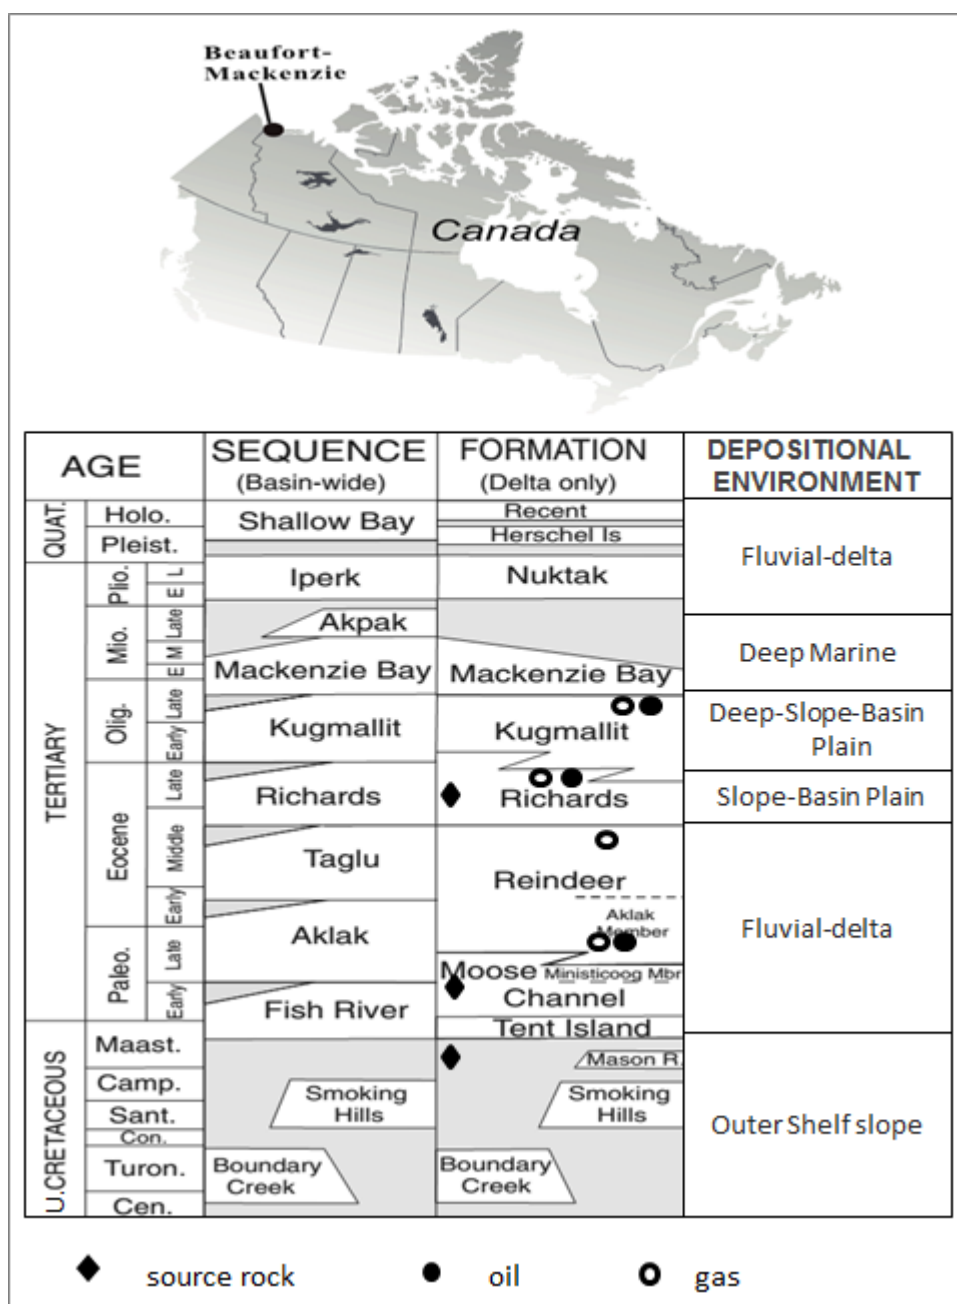 Beaufort-
Mackenzie
Canada
AGE
SEQUENCE
(Basin-wide)
FORMATION
(Delta only)
DEPOSITIONAL
ENVIRONMENT
QUAT.
Holo.
Pleist.
Shallow Bay
Recent
Herschel Is
Fluvial-delta
TERTIARY
Plio.
L
E
Iperk
Nuktak
Mio.
Late
M
E
Akpak
Mackenzie Bay
Mackenzie Bay
Deep Marine
Olig.
Late
Early
Kugmallit
Kugmallit
Deep-Slope-Basin
Plain
Eocene
Late
Middle
Early
Richards
Richards
Slope-Basin Plain
Taglu
Reindeer
Aklak
Member
Fluvial-delta
Paleo.
Late
Early
Aklak
Moose
Ministicoog Mbr
Channel
Fish River
Tent Island
U.CRETACEOUS
Maast.
Camp.
Sant.
Con.
Turon.
Cen.
Mason R.
Smoking
Hills
Smoking
Hills
Boundary
Creek
Boundary
Creek
Outer Shelf slope
source rock
oil
gas